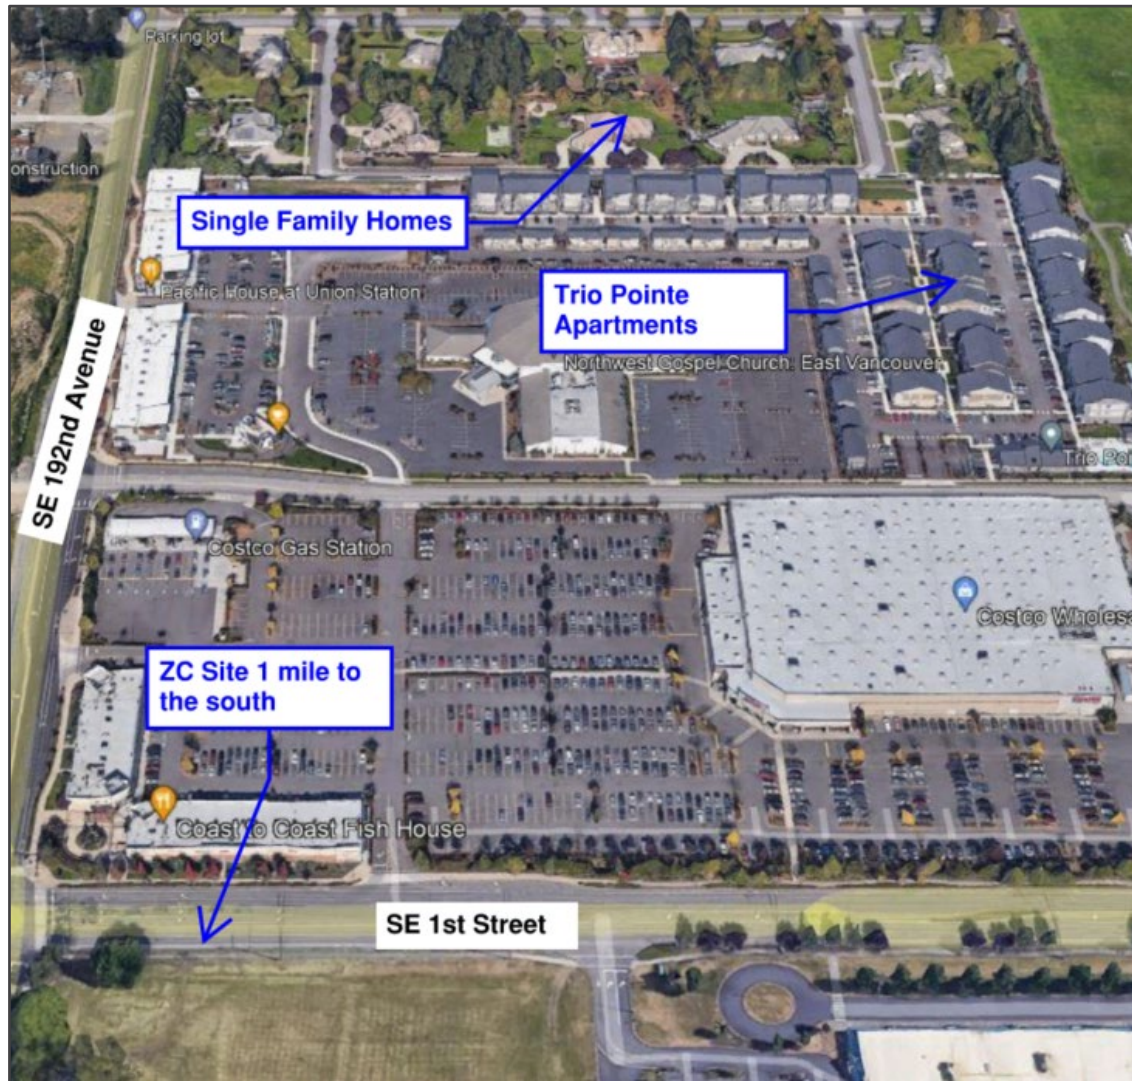 Parking lot
onstruction
Single Family Homes
Pacific House at Union Station
Trio Pointe
Apartments
Northwest Gospel Church: East Vancouver
SE 192nd Avenue
Trio Poi
Costco Gas Station
Costco Wholesa
ZC Site 1 mile to
the south
Coast to Coast Fish House
SE 1st Street